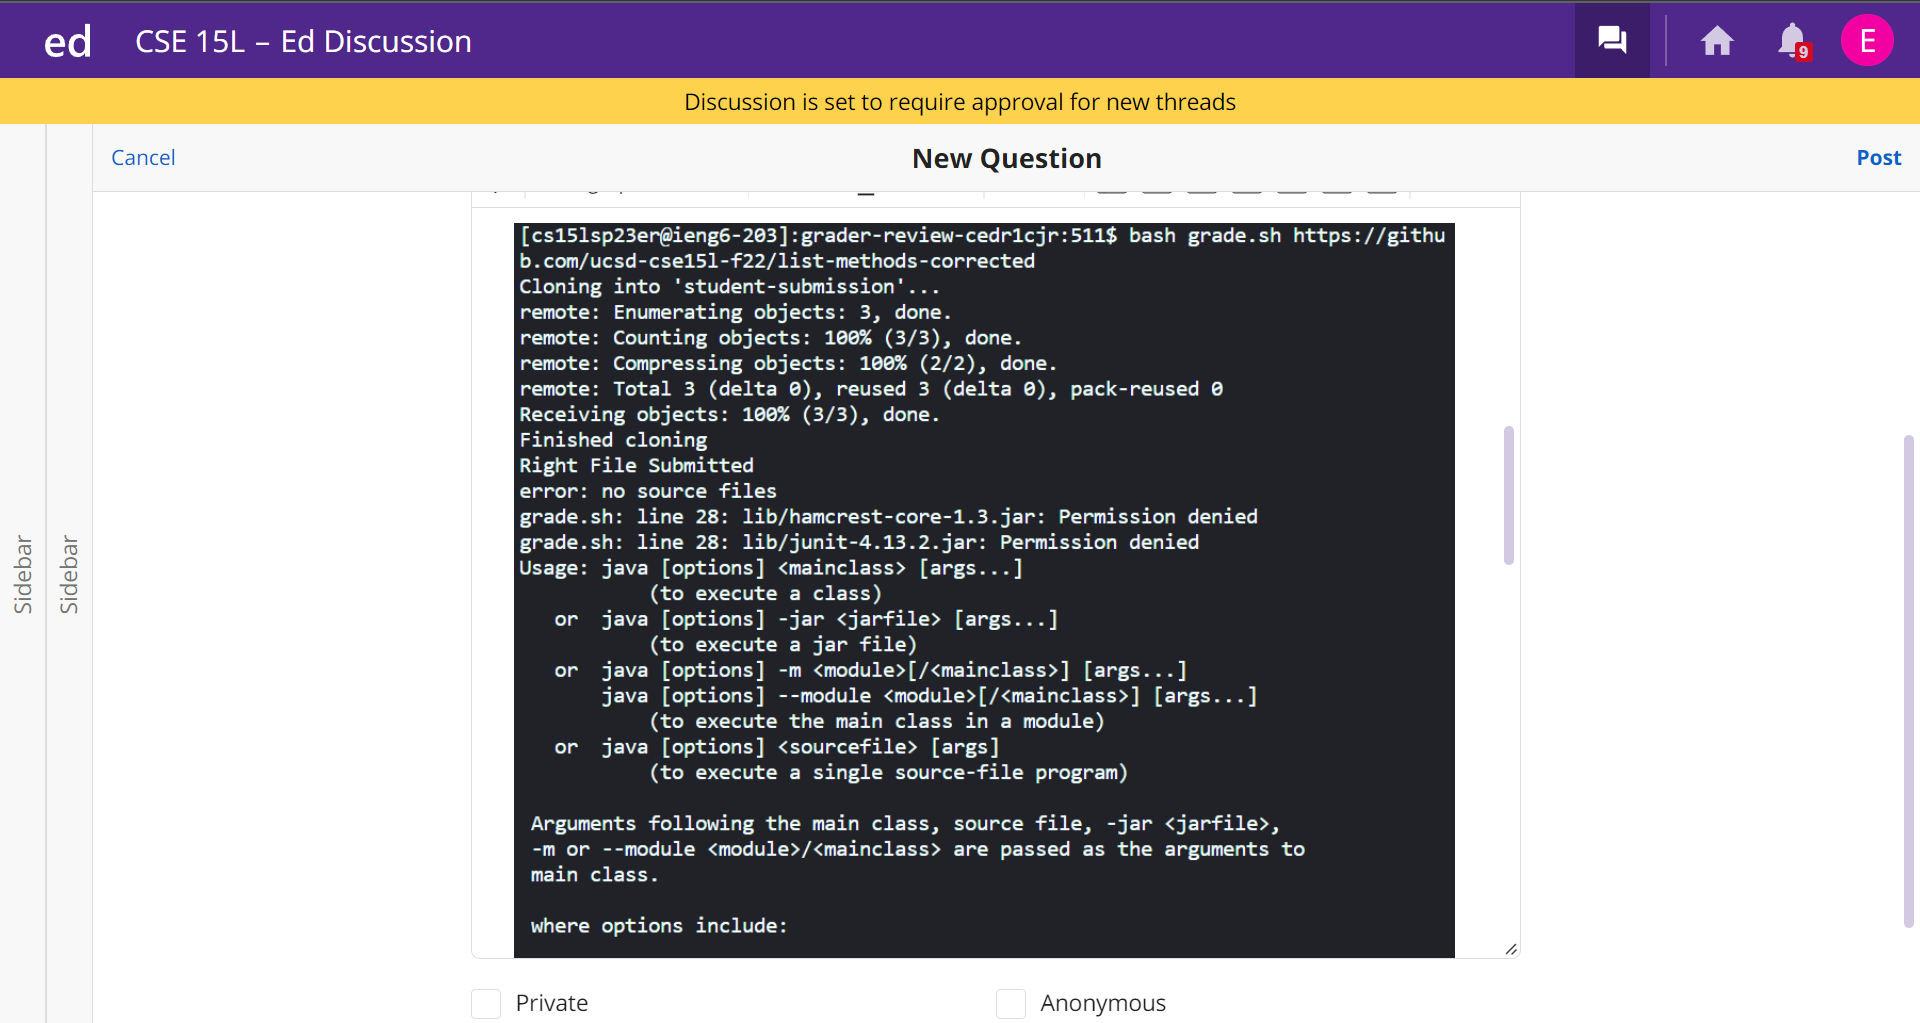 ed CSE 15L – Ed Discussion 9 E
Discussion is set to require approval for new threads
Cancel New Question Post
Sidebar
Sidebar
[cs15lsp23er@ieng6-203]:grader-review-cedr1cjr:511$ bash grade.sh https://githu
b.com/ucsd-cse15l-f22/list-methods-corrected
Cloning into 'student-submission'...
remote: Enumerating objects: 3, done.
remote: Counting objects: 100% (3/3), done.
remote: Compressing objects: 100% (2/2), done.
remote: Total 3 (delta 0), reused 3 (delta 0), pack-reused 0
Receiving objects: 100% (3/3), done.
Finished cloning
Right File Submitted
error: no source files
grade.sh: line 28: lib/hamcrest-core-1.3.jar: Permission denied
grade.sh: line 28: lib/junit-4.13.2.jar: Permission denied
Usage: java [options] <mainclass> [args...]
(to execute a class)
or java [options] -jar <jarfile> [args...]
(to execute a jar file)
or java [options] -m <module>[/<mainclass>] [args...]
java [options] --module <module>[/<mainclass>] [args...]
(to execute the main class in a module)
or java [options] <sourcefile> [args]
(to execute a single source-file program)
Arguments following the main class, source file, -jar <jarfile>,
-m or --module <module>/<mainclass> are passed as the arguments to
main class.
where options include:
Private Anonymous